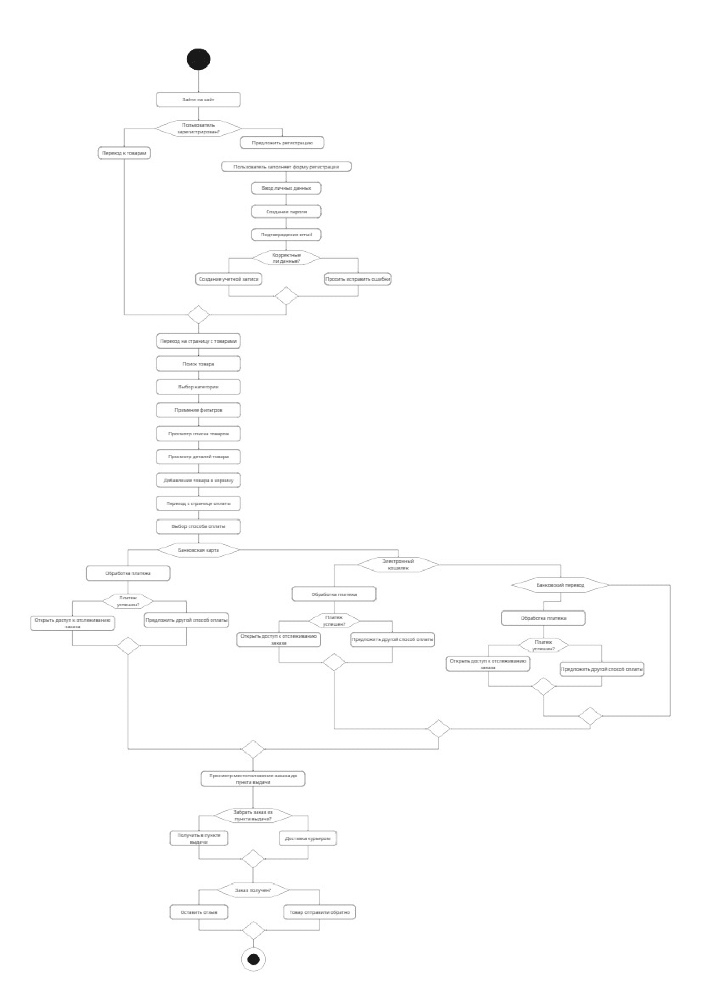 Зайти на сайт
Пользователь
зарегистрирован?
Предложить регистрацию
Переход к товарам
Пользователь заполняет форму регистрации
Ввод личных данных
Создание пароля
Подтверждения email
Корректные
ли данные?
Создание учетной записи
Просить исправить ошибки
Переход на страницу с товарами
Поиск товара
Выбор категории
Примение фильтров
Просмотр списка товаров
Просмотр деталей товара
Добавление товара в корзину
Переход с странице оплаты
Выбор способа оплаты
Банковская карта
Обработка платежа
Платеж
успешен?
Открыть доступ к отслеживанию
заказа
Предложить другой способ оплаты
Электронный
кошелек
Обработка платежа
Платеж
успешен?
Открыть доступ к отслеживанию
заказа
Предложить другой способ оплаты
Банковский перевод
Обработка платежа
Платеж
успешен?
Открыть доступ к отслеживанию
заказа
Предложить другой способ оплаты
Просмотр местоположения заказа до
пункта выдачи
Забрать заказ из
пункта выдачи?
Получить в пункте
выдачи
Доставка курьером
Заказ получен?
Оставить отзыв
Товар отправили обратно